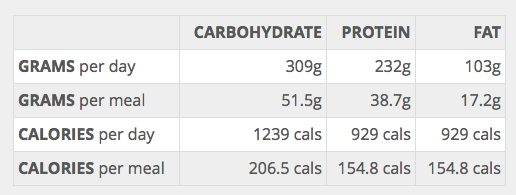 CARBOHYDRATE PROTEIN FAT
GRAMS per day 309g 232g 103g
GRAMS per meal 51.5g 38.7g 17.2g
CALORIES per day 1239 cals 929 cals 929 cals
CALORIES per meal 206.5 cals 154.8 cals 154.8 cals